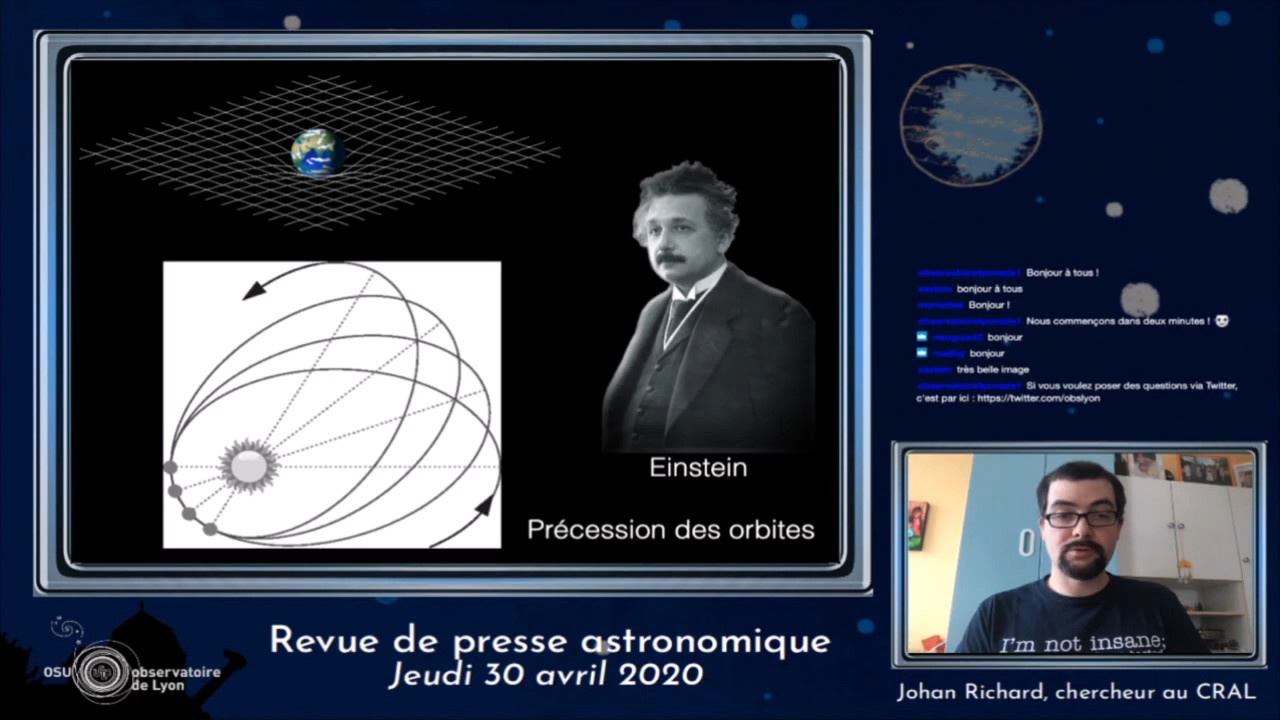 Einstein
Précession des orbites
Bonjour à tous !
bonjour à tous
Bonjour !
Nous commençons dans deux minutes !
bonjour
bonjour
très belle image
Si vous voulez poser des questions via Twitter,
c'est par ici : https://twitter.com/obslyon
I'm not insane;
OSUL observatoire
de Lyon
Revue de presse astronomique
Jeudi 30 avril 2020
Johan Richard, chercheur au CRAL